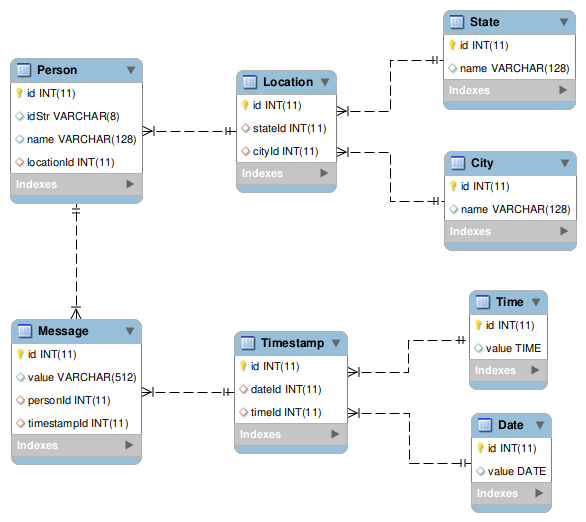 State
id INT(11)
name VARCHAR(128)
Indexes
Person
id INT(11)
idStr VARCHAR(8)
name VARCHAR(128)
locationId INT(11)
Indexes
Location
id INT(11)
stateId INT(11)
cityId INT(11)
Indexes
City
id INT(11)
name VARCHAR(128)
Indexes
Message
id INT(11)
value VARCHAR(512)
personId INT(11)
timestampId INT(11)
Indexes
Timestamp
id INT(11)
dateId INT(11)
timeId INT(11)
Indexes
Time
id INT(11)
value TIME
Indexes
Date
id INT(11)
value DATE
Indexes